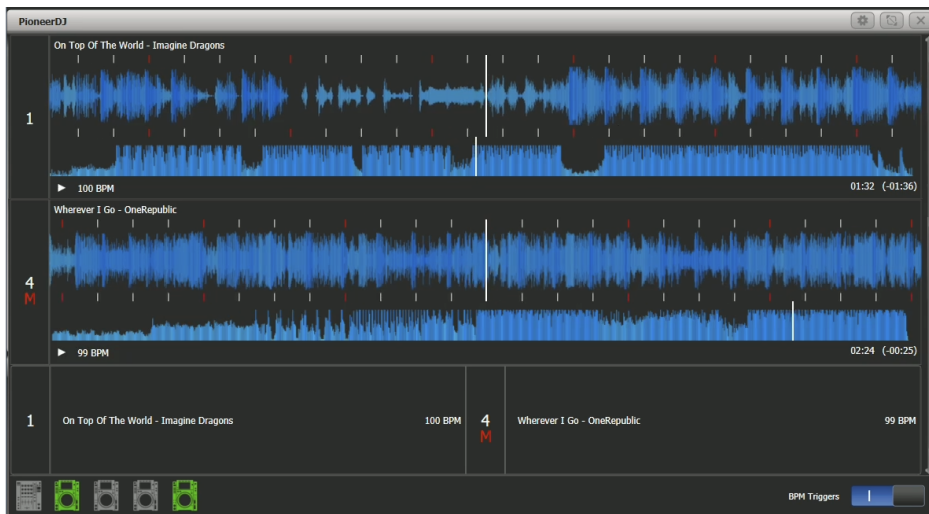 PioneerDJ
On Top Of The World - Imagine Dragons
1
100 BPM
01:32 (-01:36)
Wherever I Go - OneRepublic
4
M
99 BPM
02:24 (-00:25)
1
On Top Of The World - Imagine Dragons
100 BPM
4
M
Wherever I Go - OneRepublic
99 BPM
BPM Triggers